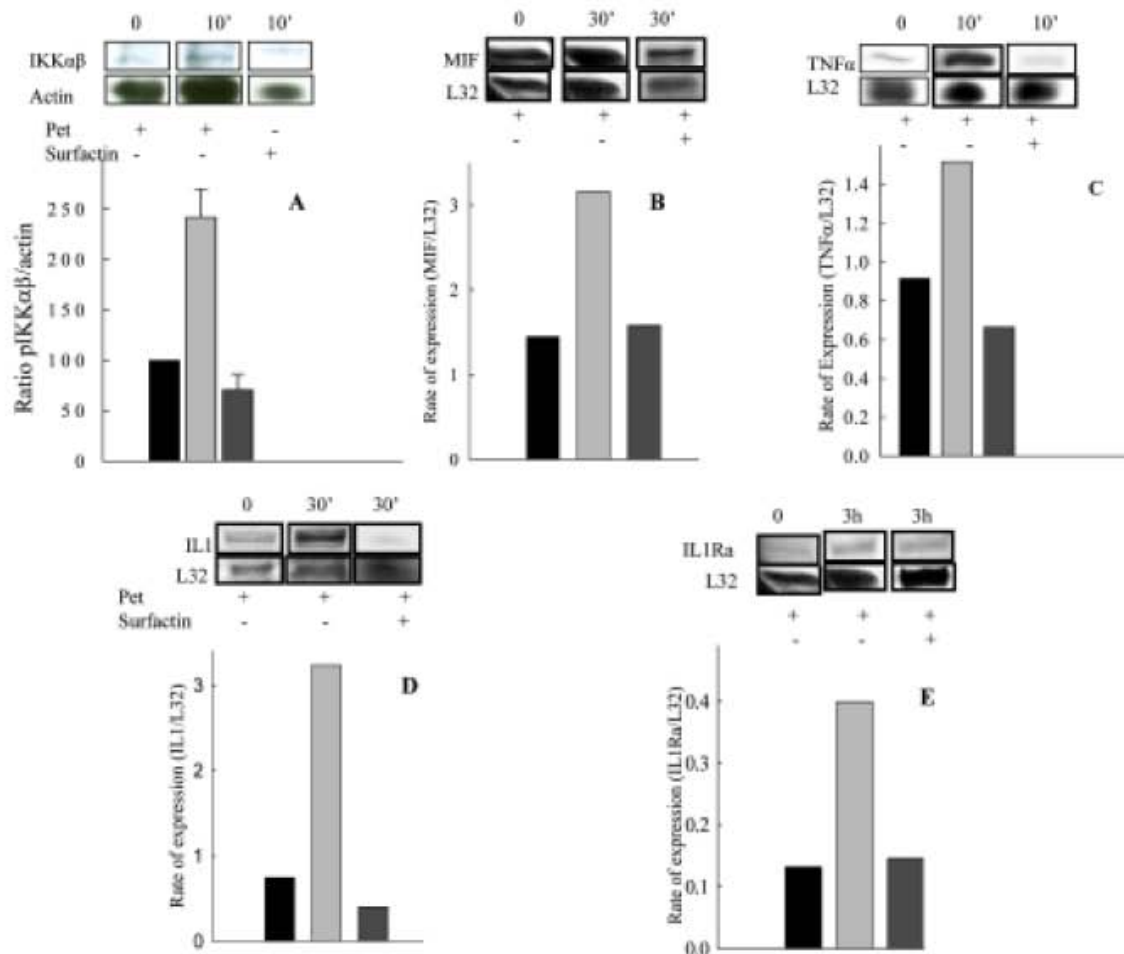 0 10' 10'
IKKαβ
Actin
Pet + + -
Surfactin - - +
A
Ratio pIKKαβ/actin
250
200
150
100
50
0
0 30' 30'
MIF
L32
+ + +
- - +
B
Rate of expression (MIF/L32)
3
2
1
0
0 10' 10'
TNFα
L32
+ + +
- - +
C
Rate of Expression (TNFα/L32)
1.4
1.2
1.0
0.8
0.6
0.4
0.2
0.0
0 30' 30'
IL1
L32
Pet + + +
Surfactin - - +
D
Rate of expression (IL1/L32)
3
2
1
0
0 3h 3h
IL1Ra
L32
+ + +
- - +
E
Rate of expression (IL1Ra/L32)
0.4
0.3
0.2
0.1
0.0